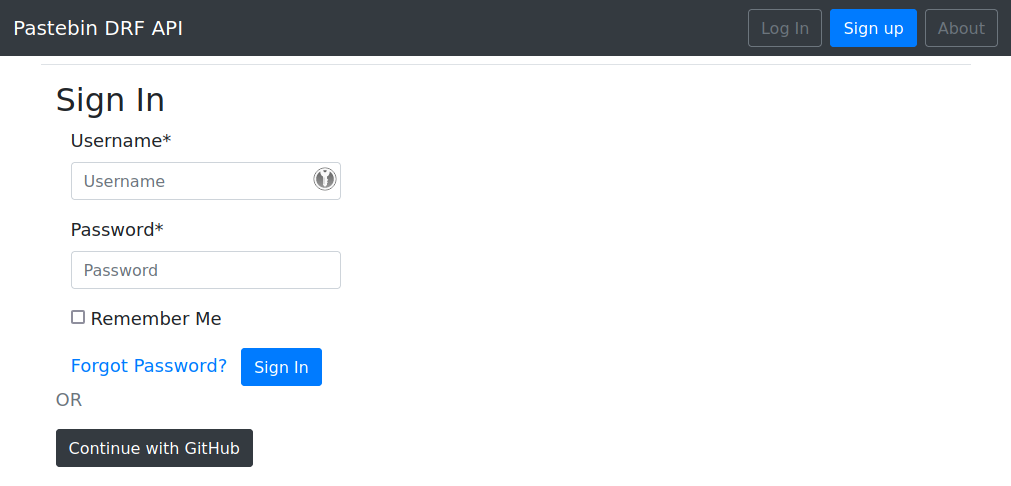 Pastebin DRF API Log In Sign up About
Sign In
Username*
Username
Password*
Password
Remember Me
Forgot Password? Sign In
OR
Continue with GitHub